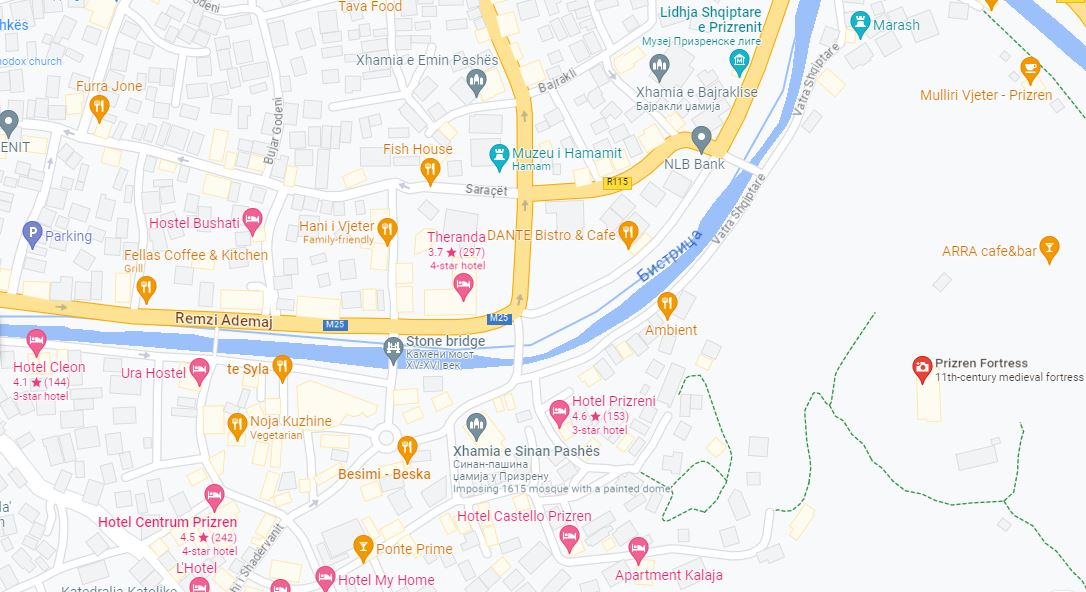 Godeni
Tava Food
hkës
thodox church
Furra Jone
ENIT
Xhamia e Emin Pashës
Bajrakli
Lidhja Shqiptare
e Prizrenit
Музеј Призренске лиге
Marash
Vatra Shqiptare
Mulliri Vjeter - Prizren
Xhamia e Bajraklise
Бајракли џамија
NLB Bank
Bujar Godeni
Fish House
Muzeu i Hamamit
Hamam
R115
Saraçët
Vatra Shqiptare
Parking
Hostel Bushati
Hani i Vjeter
Family-friendly
Theranda
3.7 ★ (297)
4-star hotel
DANTE Bistro & Cafe
Бистрица
ARRA cafe&bar
Fellas Coffee & Kitchen
Grill
Remzi Ademaj
M25
M25
Ambient
Stone bridge
Камени мост
XV-XVI век
Hotel Cleon
4.1 ★ (144)
3-star hotel
Ura Hostel
te Syla
Prizren Fortress
11th-century medieval fortress
Noja Kuzhine
Vegetarian
Hotel Prizreni
4.6 ★ (153)
3-star hotel
Besimi - Beska
Xhamia e Sinan Pashës
Синан-пашина
џамија у Призрену
Imposing 1615 mosque with a painted dome
Hotel Centrum Prizren
4.5 ★ (242)
4-star hotel
Hotel Castello Prizren
Ponte Prime
Apartment Kalaja
L'Hotel
hi i Shadervanit
Hotel My Home
Katedralja Katolike